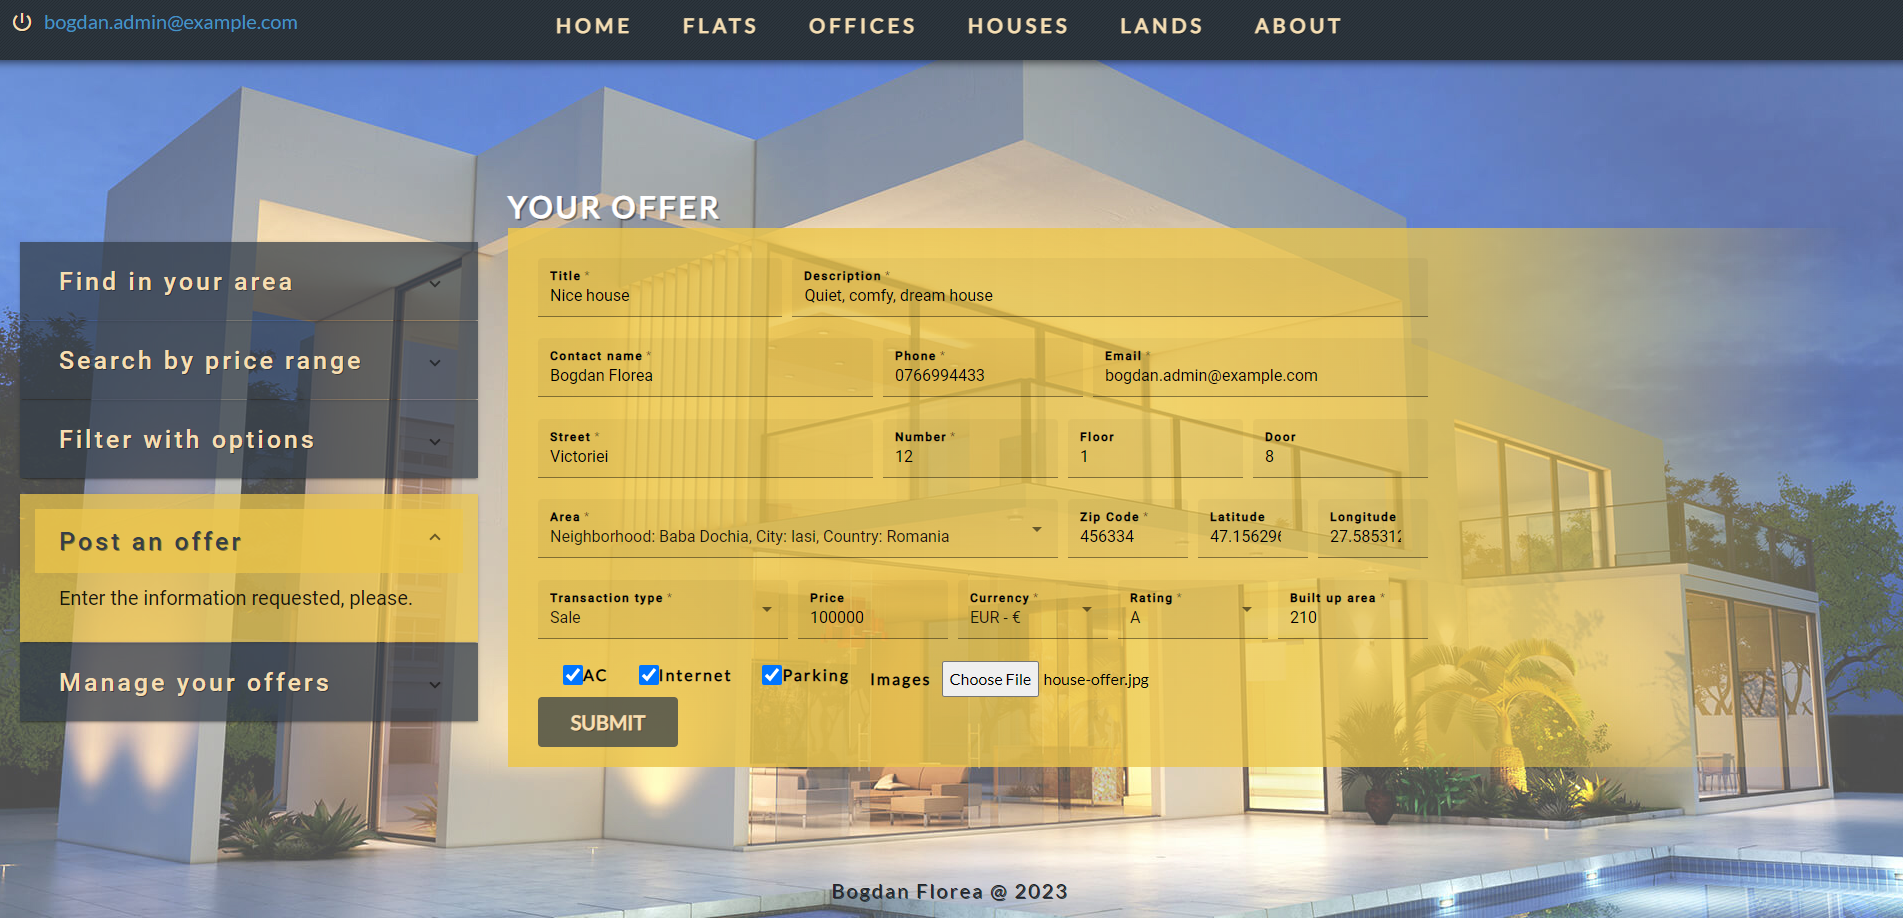 bogdan.admin@example.com
HOME FLATS OFFICES HOUSES LANDS ABOUT
YOUR OFFER
Find in your area
Search by price range
Filter with options
Post an offer
Enter the information requested, please.
Manage your offers
Title * Description *
Nice house Quiet, comfy, dream house
Contact name * Phone * Email *
Bogdan Florea 0766994433 bogdan.admin@example.com
Street * Number * Floor Door
Victoriei 12 1 8
Area * Zip Code * Latitude Longitude
Neighborhood: Baba Dochia, City: Iasi, Country: Romania 456334 47.156296 27.585312
Transaction type * Price Currency * Rating * Built up area *
Sale 100000 EUR - € A 210
AC Internet Parking Images Choose File house-offer.jpg
SUBMIT
Bogdan Florea @ 2023